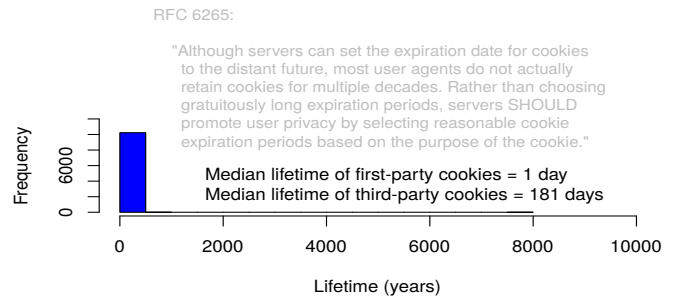 RFC 6265:
"Although servers can set the expiration date for cookies
to the distant future, most user agents do not actually
retain cookies for multiple decades. Rather than choosing
gratuitously long expiration periods, servers SHOULD
promote user privacy by selecting reasonable cookie
expiration periods based on the purpose of the cookie."
Median lifetime of first-party cookies = 1 day
Median lifetime of third-party cookies = 181 days
Frequency
6000
0
0 2000 4000 6000 8000 10000
Lifetime (years)